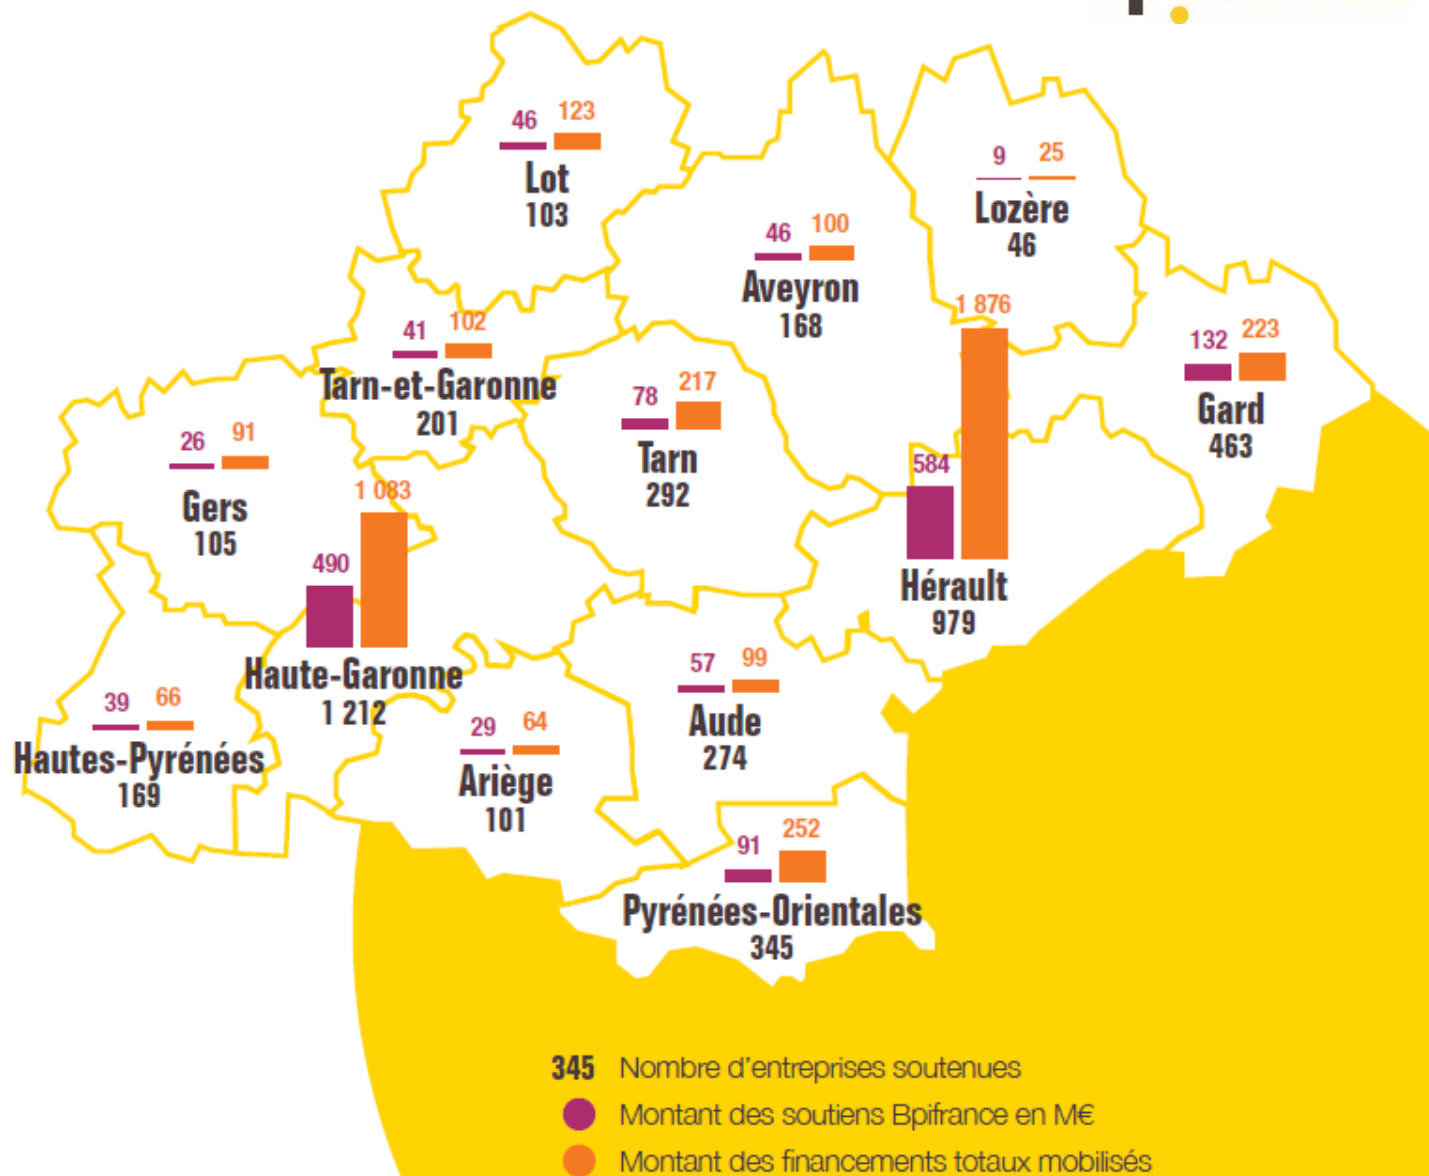 46 123
Lot
103
9 25
Lozère
46
46 100
Aveyron
168
41 102
Tarn-et-Garonne
201
132 223
Gard
463
78 217
Tarn
292
26 91
Gers
105
584 1 876
Hérault
979
490 1 083
Haute-Garonne
1 212
39 66
Hautes-Pyrénées
169
29 64
Ariège
101
57 99
Aude
274
91 252
Pyrénées-Orientales
345
345 Nombre d'entreprises soutenues
Montant des soutiens Bpifrance en M€
Montant des financements totaux mobilisés